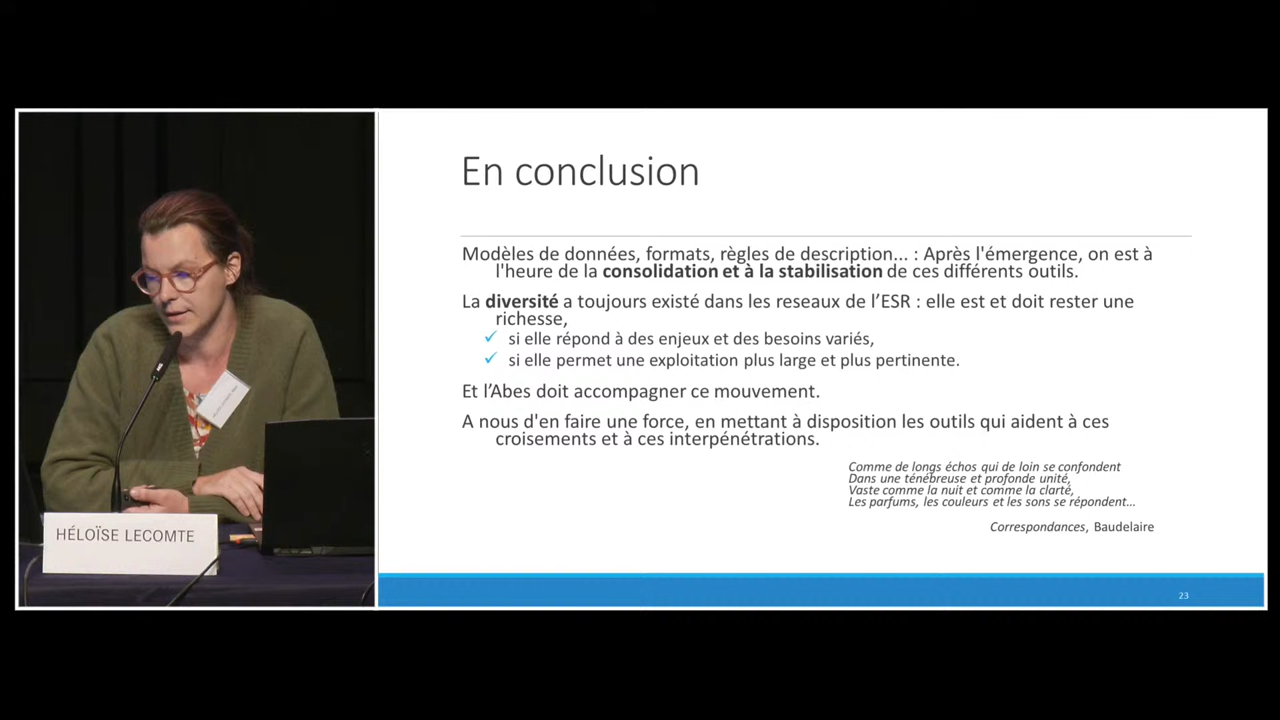 En conclusion
Modèles de données, formats, règles de description... : Après l'émergence, on est à
l'heure de la consolidation et à la stabilisation de ces différents outils.
La diversité a toujours existé dans les reseaux de l'ESR : elle est et doit rester une
richesse,
si elle répond à des enjeux et des besoins variés,
si elle permet une exploitation plus large et plus pertinente.
Et l'Abes doit accompagner ce mouvement.
A nous d'en faire une force, en mettant à disposition les outils qui aident à ces
croisements et à ces interpénétrations.
Comme de longs échos qui de loin se confondent
Dans une ténébreuse et profonde unité,
Vaste comme la nuit et comme la clarté,
Les parfums, les couleurs et les sons se répondent...
Correspondances, Baudelaire
23
HÉLOÏSE LECOMTE